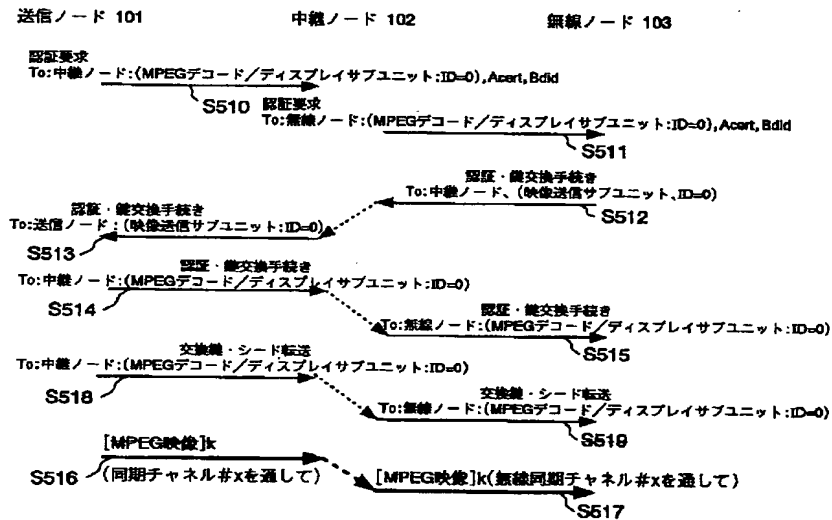 送信ノード 101
中継ノード 102
無線ノード 103
認証要求
To:中継ノード:(MPEGデコード／ディスプレイサブユニット:ID=0),Acert,Bdid
S510
認証要求
To:無線ノード:(MPEGデコード／ディスプレイサブユニット:ID=0),Acert,Bdid
S511
認証・鍵交換手続き
To:中継ノード、(映像送信サブユニット、ID=0)
S512
認証・鍵交換手続き
To:送信ノード:(映像送信サブユニット:ID=0)
S513
認証・鍵交換手続き
To:中継ノード:(MPEGデコード／ディスプレイサブユニット:ID=0)
S514
認証・鍵交換手続き
To:無線ノード:(MPEGデコード／ディスプレイサブユニット:ID=0)
S515
交換鍵・シード転送
To:中継ノード:(MPEGデコード／ディスプレイサブユニット:ID=0)
S518
交換鍵・シード転送
To:無線ノード:(MPEGデコード／ディスプレイサブユニット:ID=0)
S519
[MPEG映像]k
S516
(同期チャネル#xを通して)
[MPEG映像]k(無線同期チャネル#xを通して)
S517